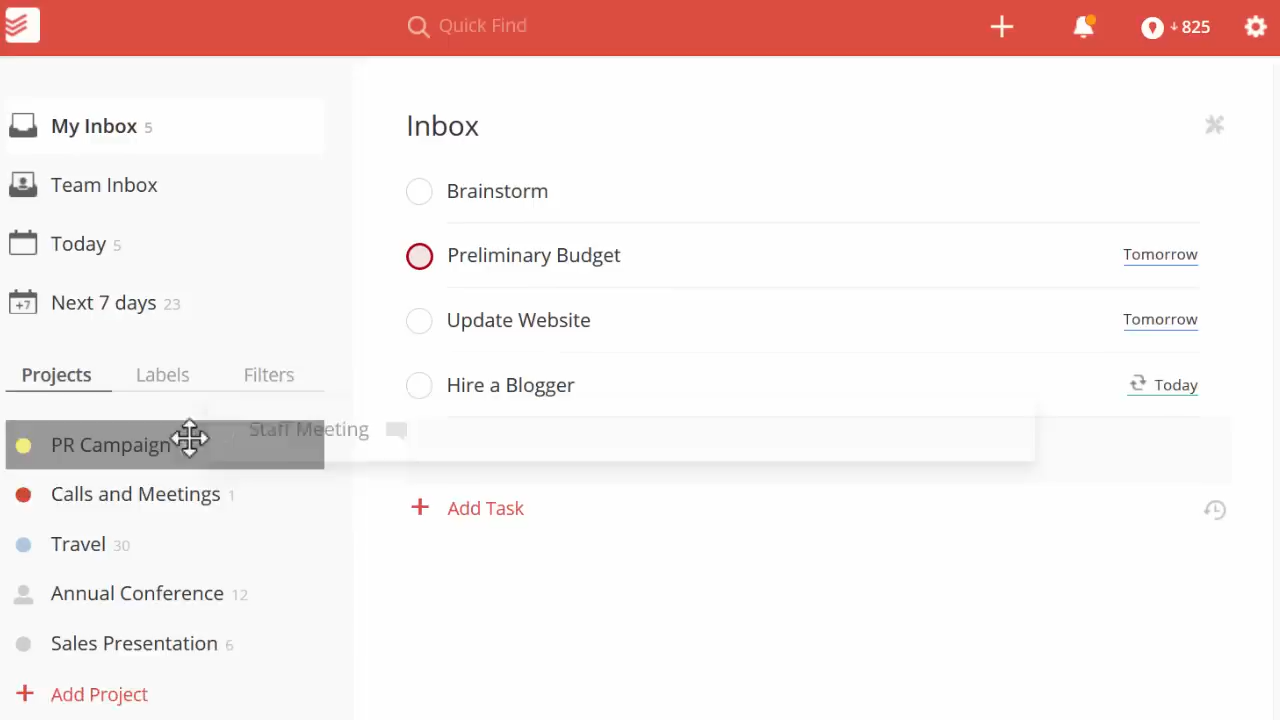 Quick Find
+825
My Inbox 5
Team Inbox
Today 5
+7 Next 7 days 23
Projects Labels Filters
PR Campaign
Calls and Meetings 1
Travel 30
Annual Conference 12
Sales Presentation 6
+ Add Project
Inbox
Brainstorm
Preliminary Budget Tomorrow
Update Website Tomorrow
Hire a Blogger Today
Staff Meeting
+ Add Task